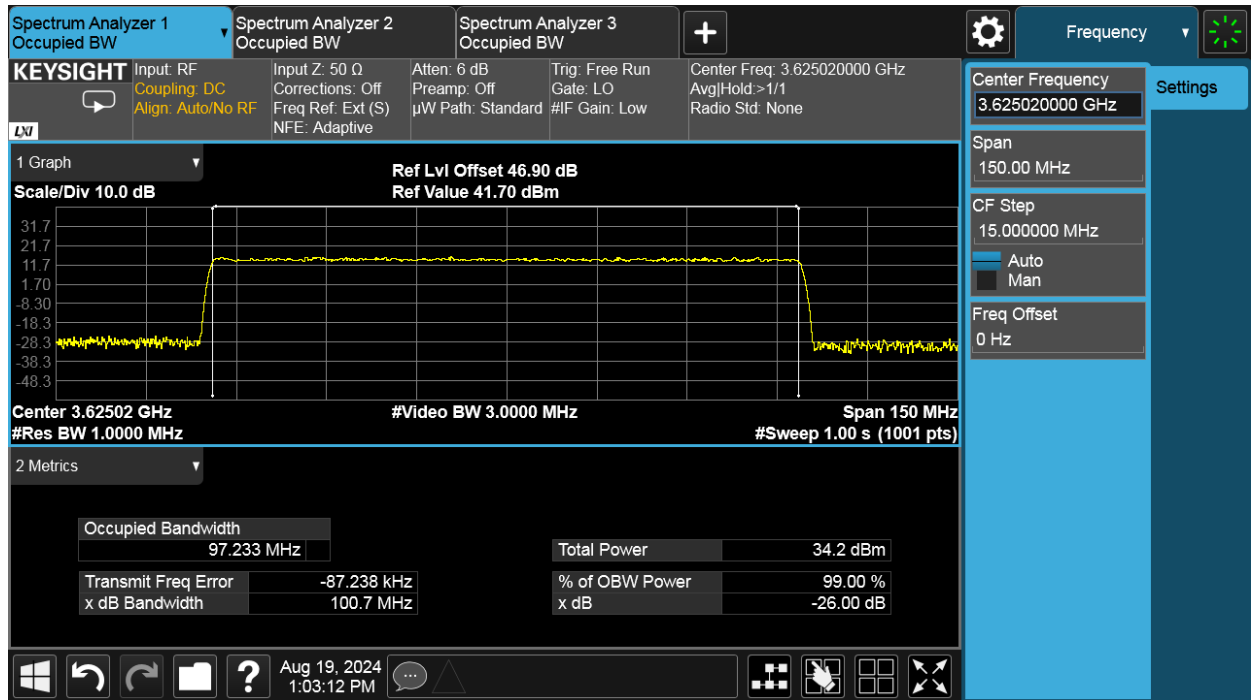 Spectrum Analyzer 1
Occupied BW
Spectrum Analyzer 2
Occupied BW
Spectrum Analyzer 3
Occupied BW
+
Frequency
KEYSIGHT
LXI
Input: RF
Coupling: DC
Align: Auto/No RF
Input Z: 50 Ω
Corrections: Off
Freq Ref: Ext (S)
NFE: Adaptive
Atten: 6 dB
Preamp: Off
µW Path: Standard
Trig: Free Run
Gate: LO
#IF Gain: Low
Center Freq: 3.625020000 GHz
Avg|Hold:>1/1
Radio Std: None
Center Frequency
3.625020000 GHz
Settings
Span
150.00 MHz
CF Step
15.000000 MHz
Auto
Man
Freq Offset
0 Hz
1 Graph
Scale/Div 10.0 dB
Ref Lvl Offset 46.90 dB
Ref Value 41.70 dBm
31.7
21.7
11.7
1.70
-8.30
-18.3
-28.3
-38.3
-48.3
Center 3.62502 GHz
#Video BW 3.0000 MHz
Span 150 MHz
#Res BW 1.0000 MHz
#Sweep 1.00 s (1001 pts)
2 Metrics
Occupied Bandwidth
97.233 MHz
Total Power 34.2 dBm
Transmit Freq Error -87.238 kHz
% of OBW Power 99.00 %
x dB Bandwidth 100.7 MHz
x dB -26.00 dB
?
Aug 19, 2024
1:03:12 PM